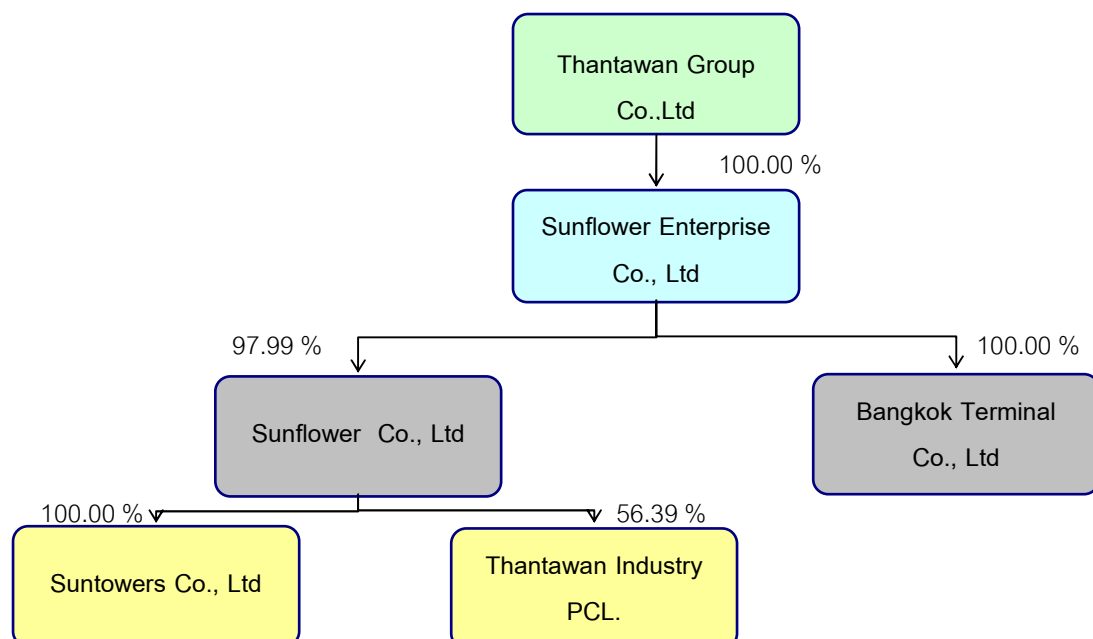 Thantawan Group
Co.,Ltd
100.00 %
Sunflower Enterprise
Co., Ltd
97.99 %
100.00 %
Sunflower Co., Ltd
Bangkok Terminal
Co., Ltd
100.00 %
56.39 %
Suntowers Co., Ltd
Thantawan Industry
PCL.